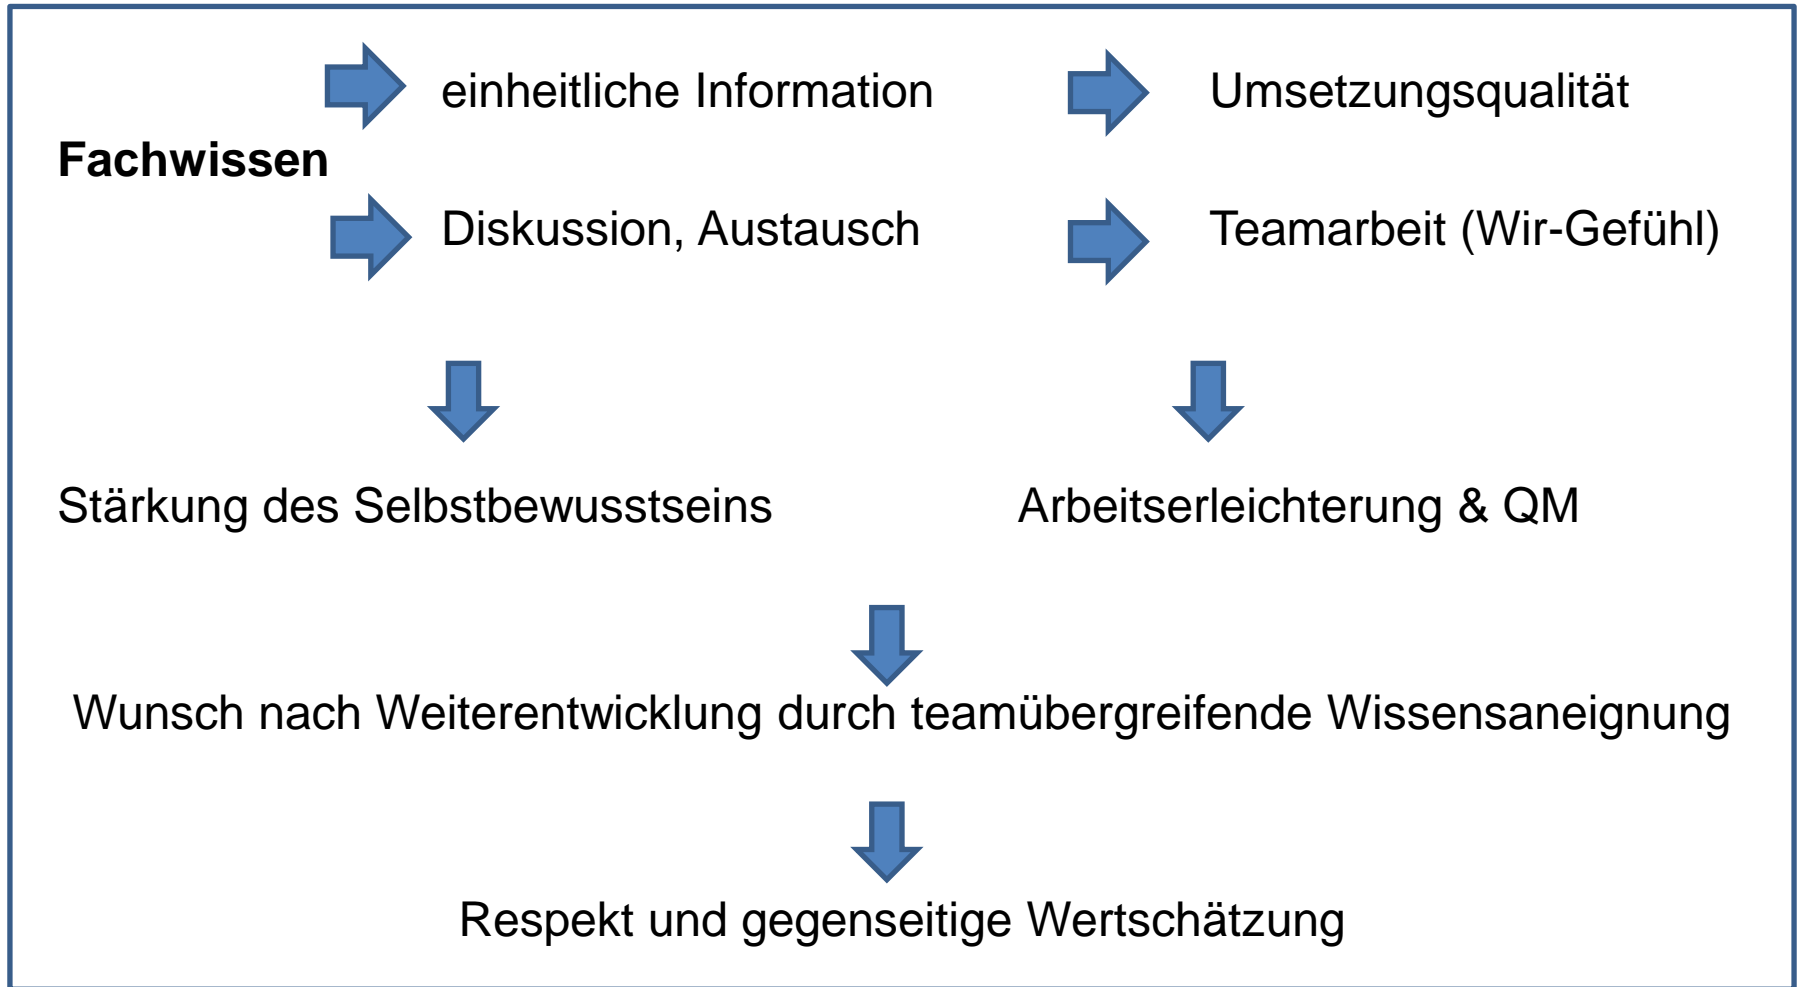 einheitliche Information
Umsetzungsqualität
Fachwissen
Diskussion, Austausch
Teamarbeit (Wir-Gefühl)
Stärkung des Selbstbewusstseins
Arbeitserleichterung & QM
Wunsch nach Weiterentwicklung durch teamübergreifende Wissensaneignung
Respekt und gegenseitige Wertschätzung